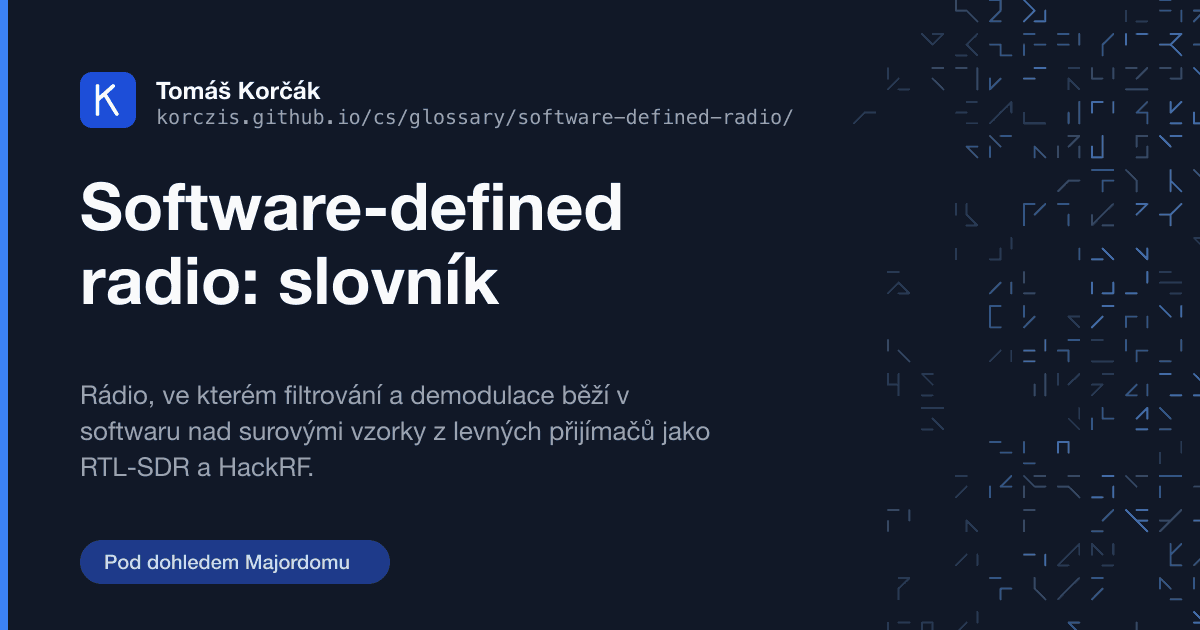 K
Tomáš Korčák
korczis.github.io/cs/glossary/software-defined-radio/
Software-defined
radio: slovník
Rádio, ve kterém filtrování a demodulace běží v
softwaru nad surovými vzorky z levných přijímačů jako
RTL-SDR a HackRF.
Pod dohledem Majordomu